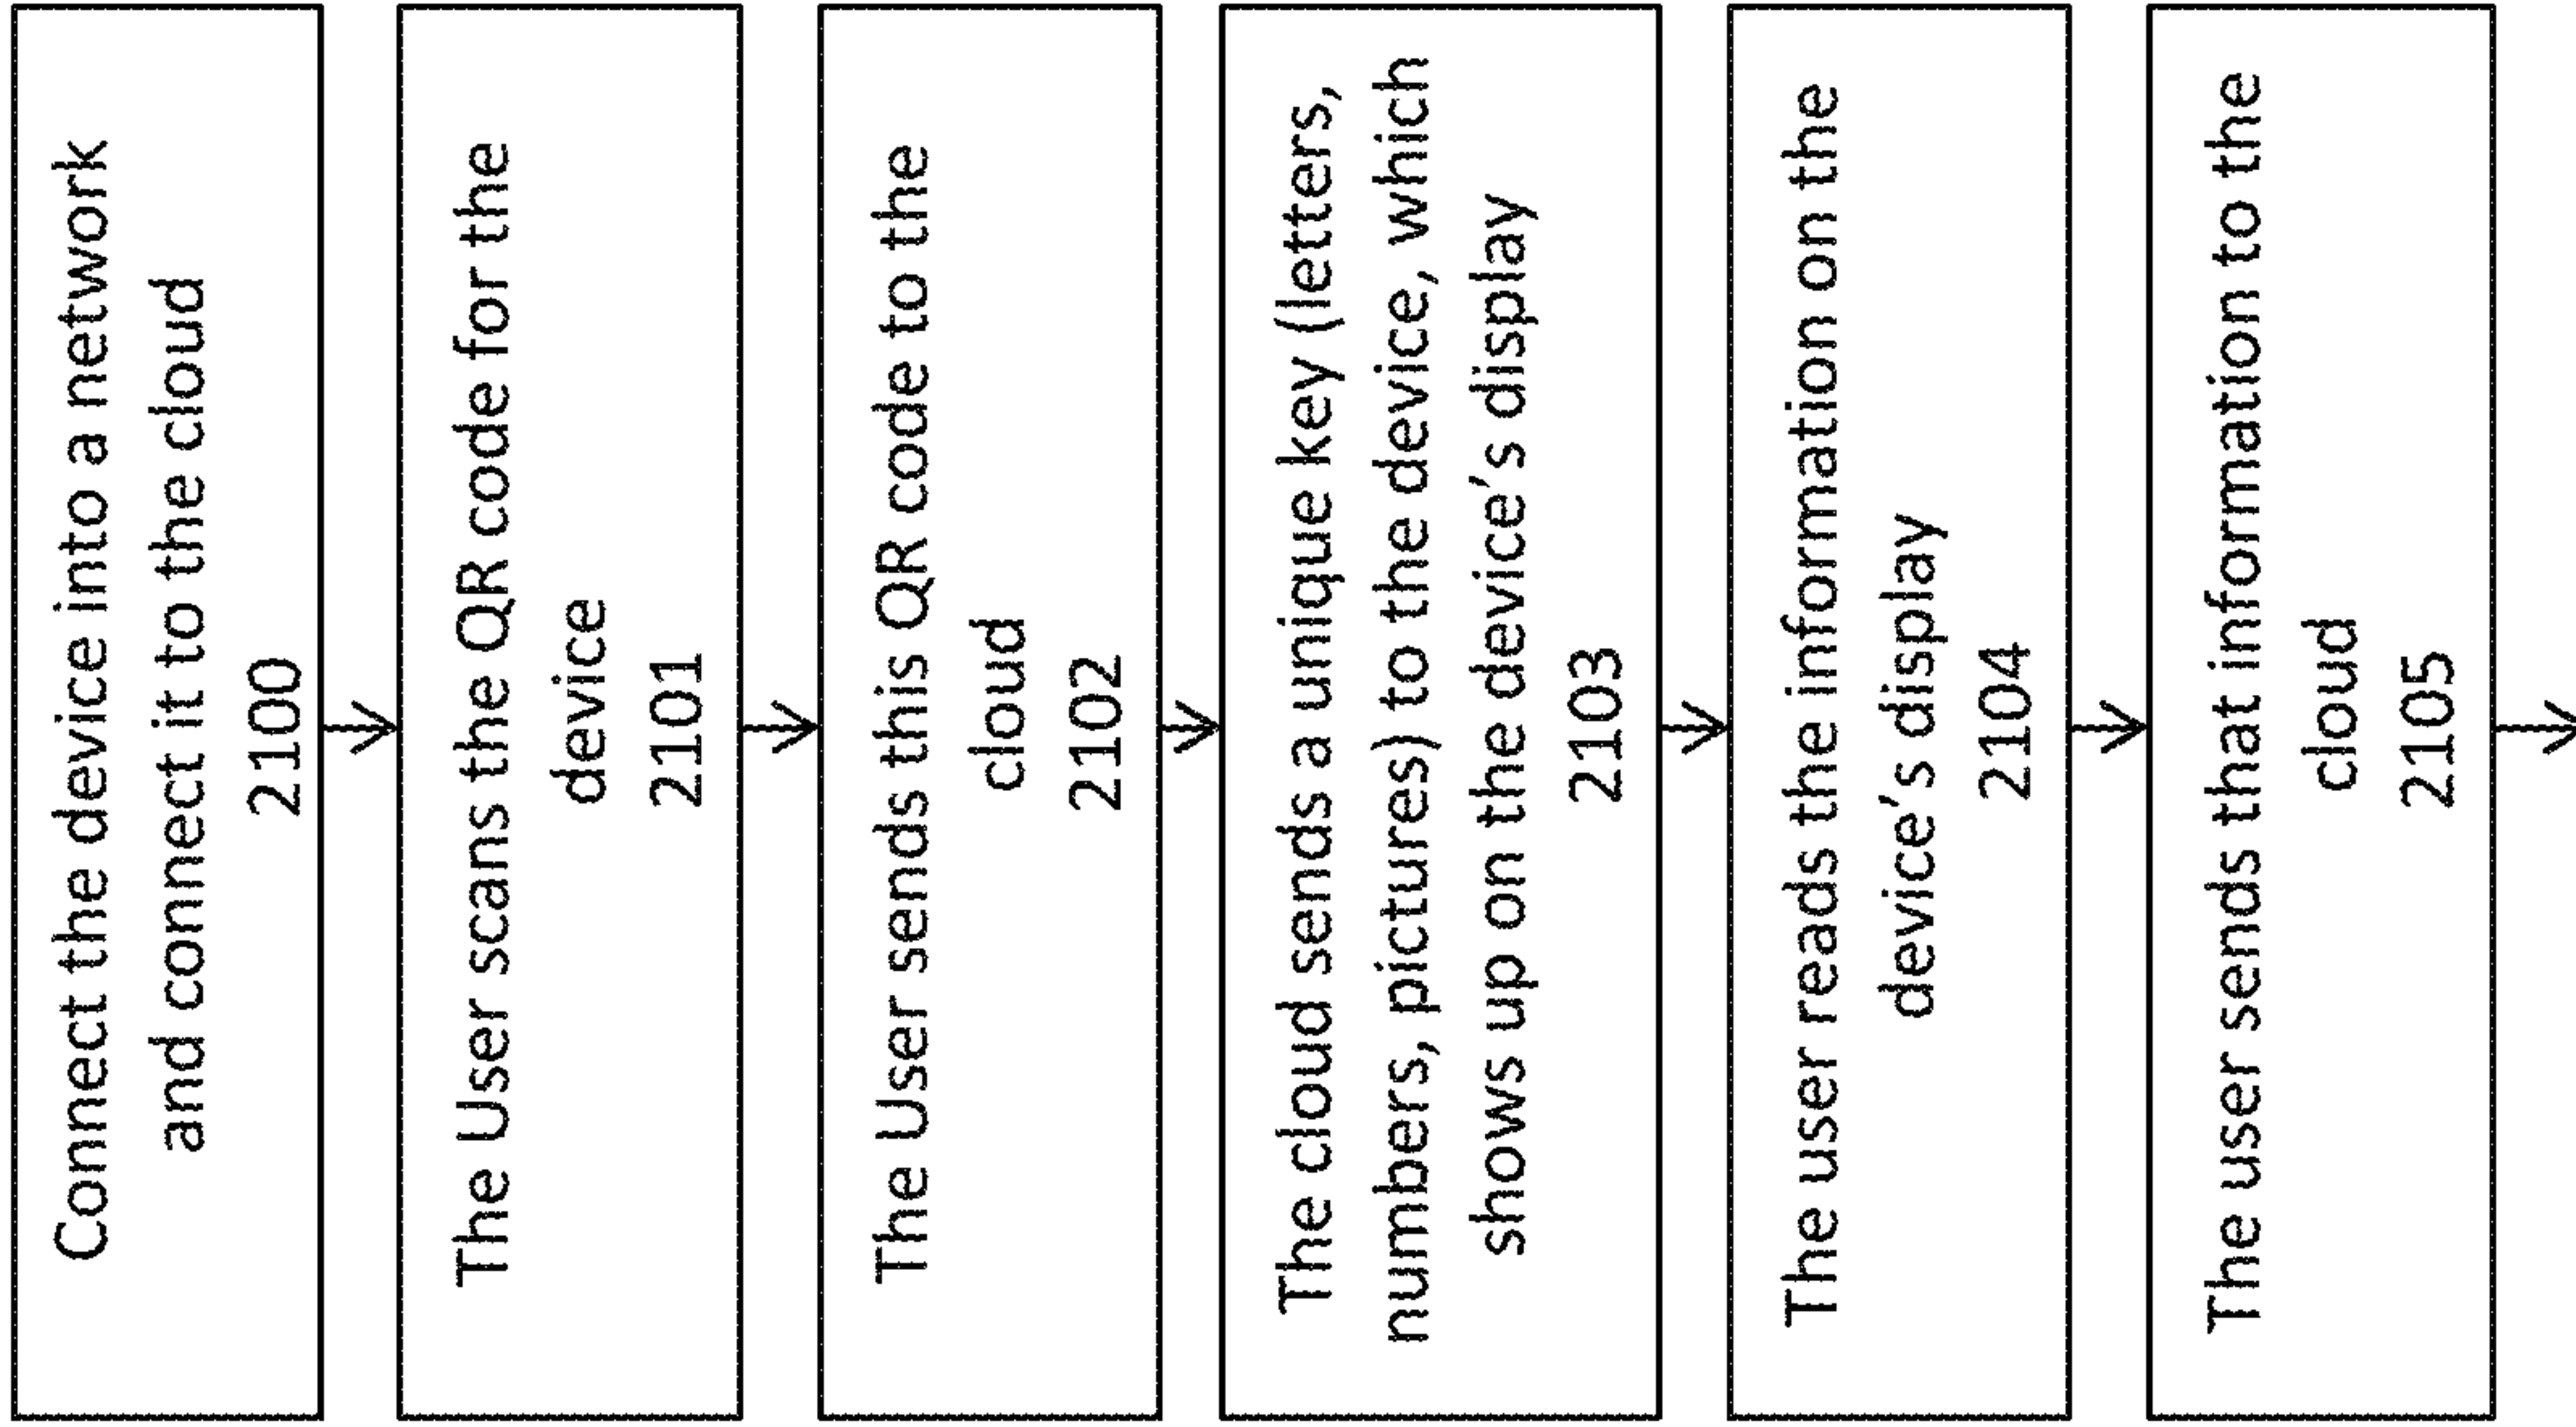 Connect the device into a network
and connect it to the cloud
2100
The User scans the QR code for the
device
2101
The User sends this QR code to the
cloud
2102
The cloud sends a unique key (letters,
numbers, pictures) to the device, which
shows up on the device's display
2103
The user reads the information on the
device's display
2104
The user sends that information to the
cloud
2105